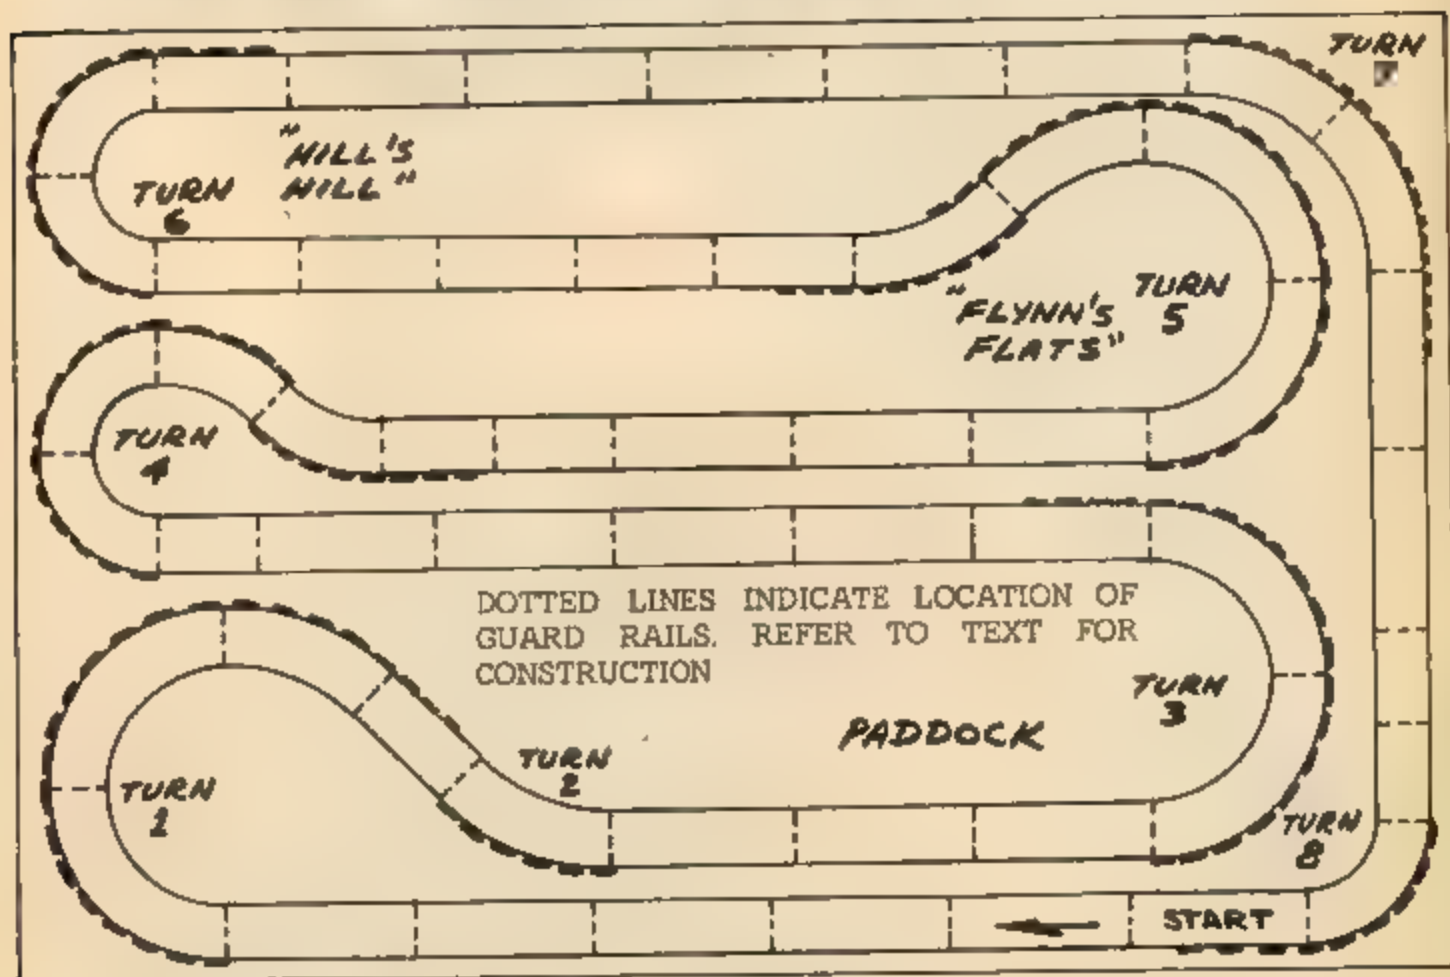 TURN
"HILL'S
HILL"
TURN
6
"FLYNN'S
FLATS"
TURN
5
TURN
4
DOTTED LINES INDICATE LOCATION OF
GUARD RAILS. REFER TO TEXT FOR
CONSTRUCTION
TURN
3
PADDOCK
TURN
2
TURN
1
TURN
8
START